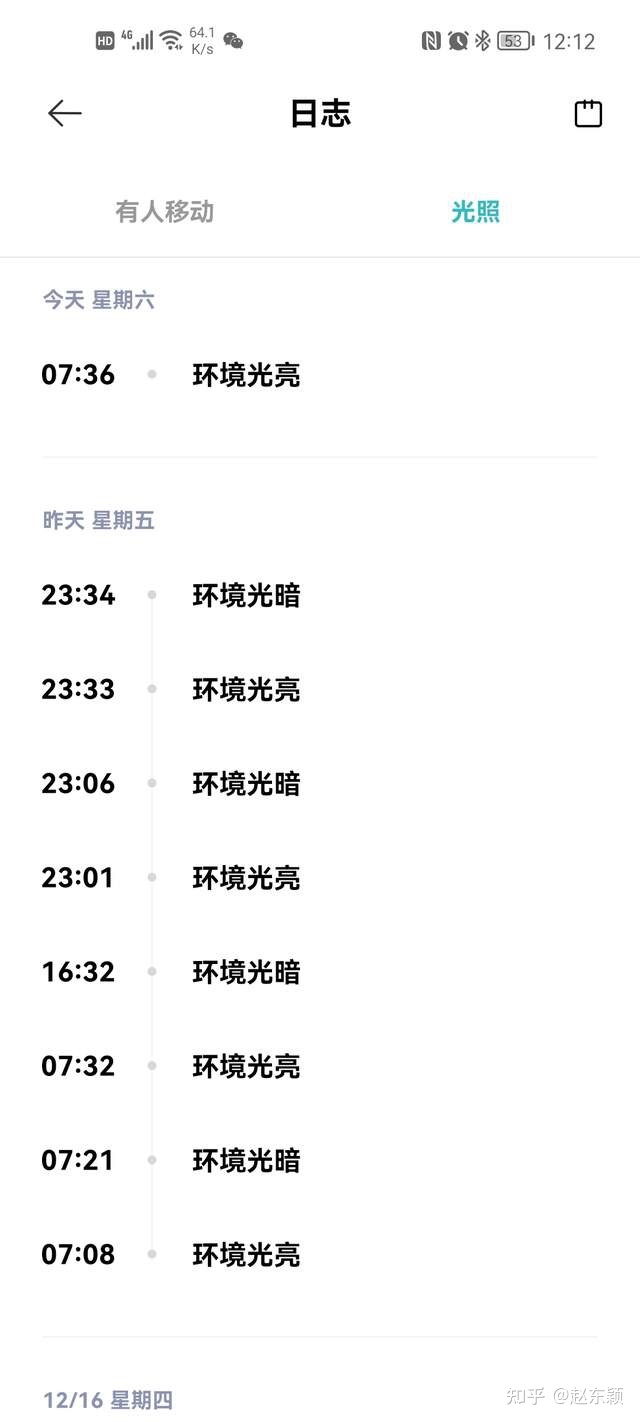 HD 4G 64.1 K/s 53 12:12
日志
有人移动 光照
今天 星期六
07:36 环境光亮
昨天 星期五
23:34 环境光暗
23:33 环境光亮
23:06 环境光暗
23:01 环境光亮
16:32 环境光暗
07:32 环境光亮
07:21 环境光暗
07:08 环境光亮
12/16 星期四
知乎 @赵东颖